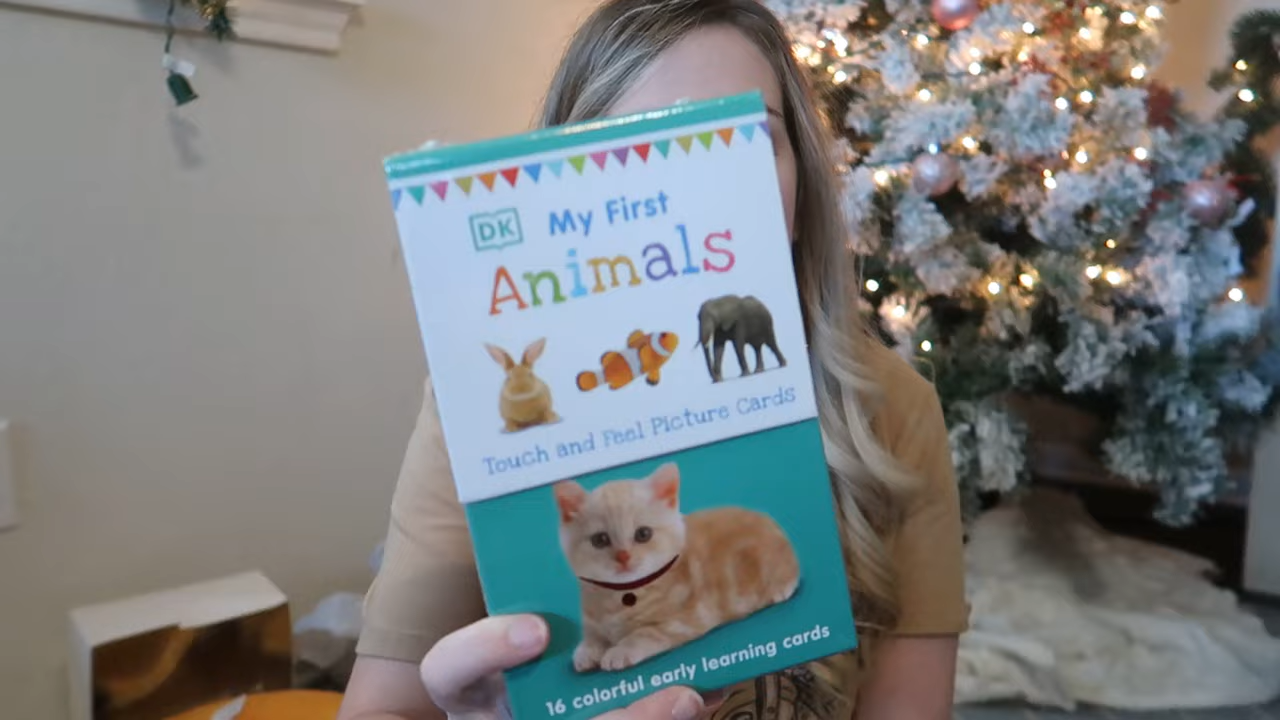 DK My First
Animals
Touch and Feel Picture Cards
16 colorful early learning cards